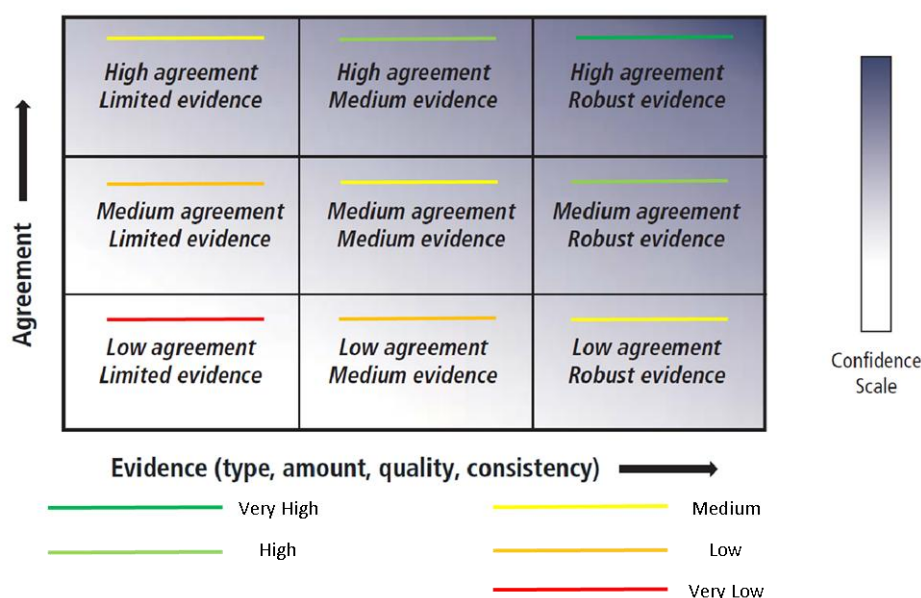 High agreement
Limited evidence
High agreement
Medium evidence
High agreement
Robust evidence
Medium agreement
Limited evidence
Medium agreement
Medium evidence
Medium agreement
Robust evidence
Low agreement
Limited evidence
Low agreement
Medium evidence
Low agreement
Robust evidence
Agreement
Confidence
Scale
Evidence (type, amount, quality, consistency)
Very High
Medium
High
Low
Very Low